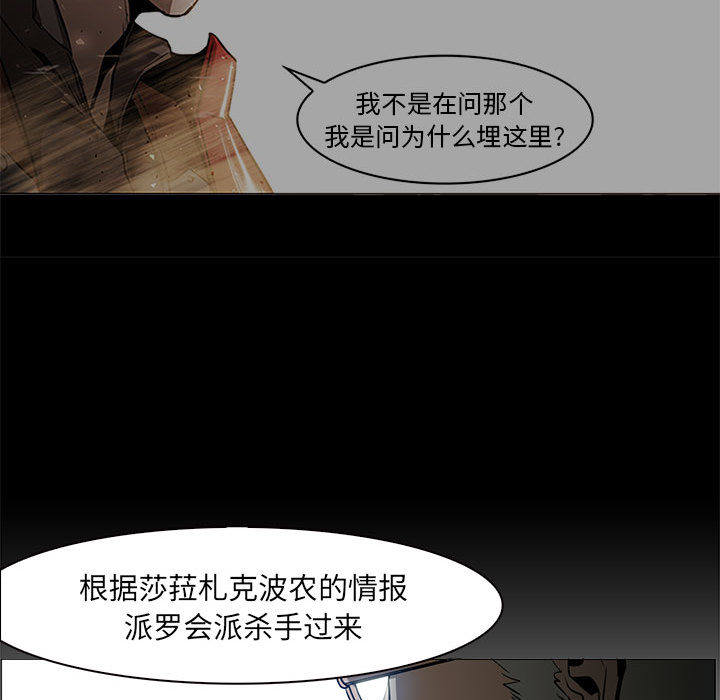 我不是在问那个
我是问为什么埋这里?
根据莎菈札克波农的情报
派罗会派杀手过来